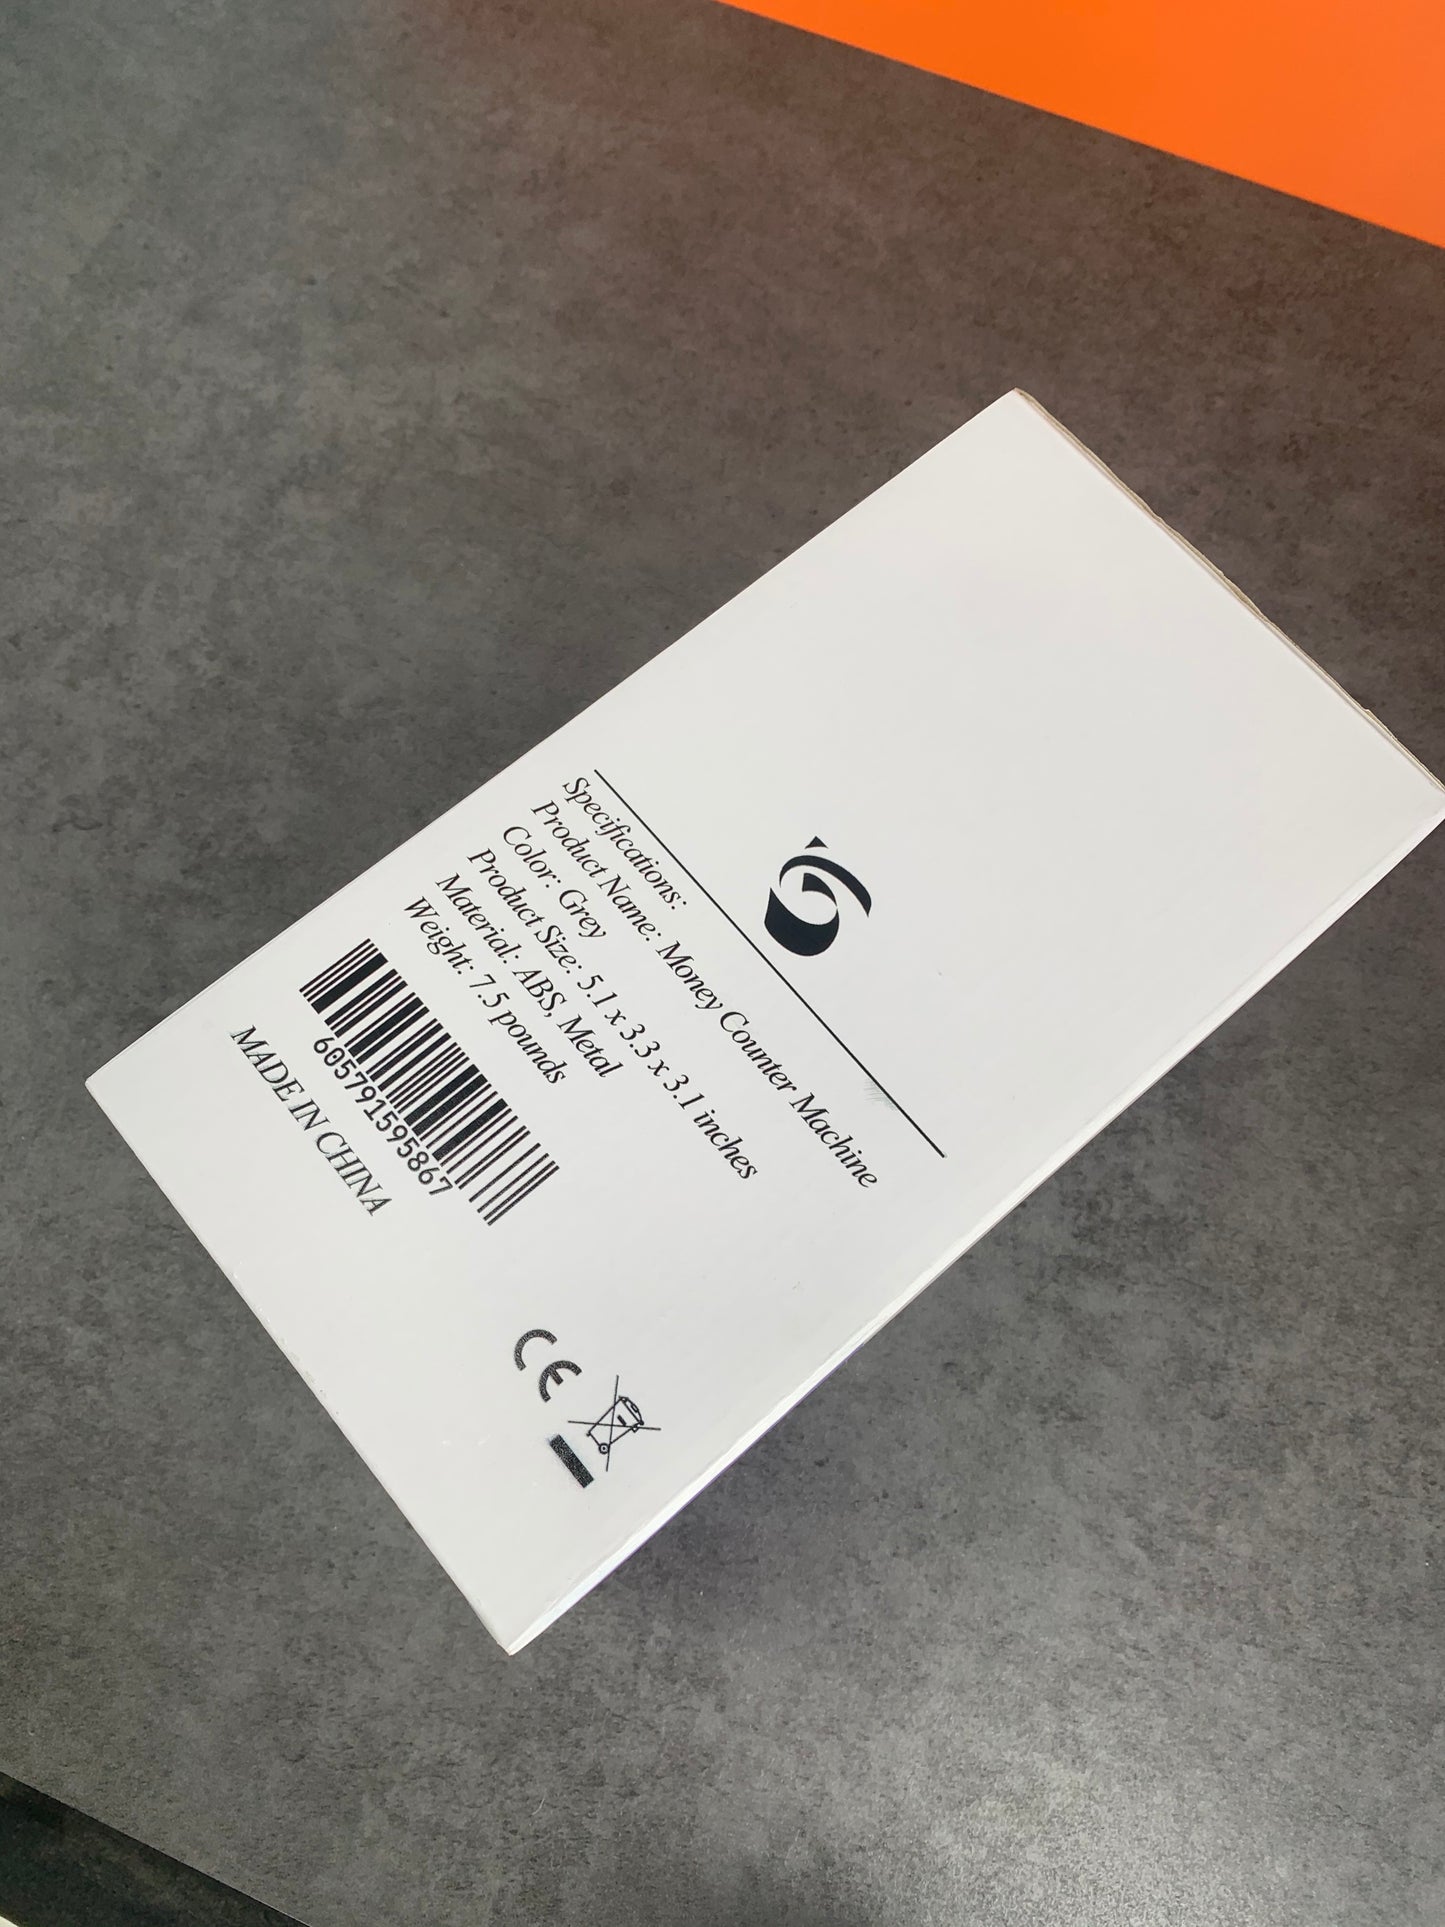 Specifications:
Product Name: Money Counter Machine
Color: Grey
Product Size: 5.1 x 3.3 x 3.1 inches
Material: ABS, Metal
Weight: 7.5 pounds
605791595867
MADE IN CHINA
CE